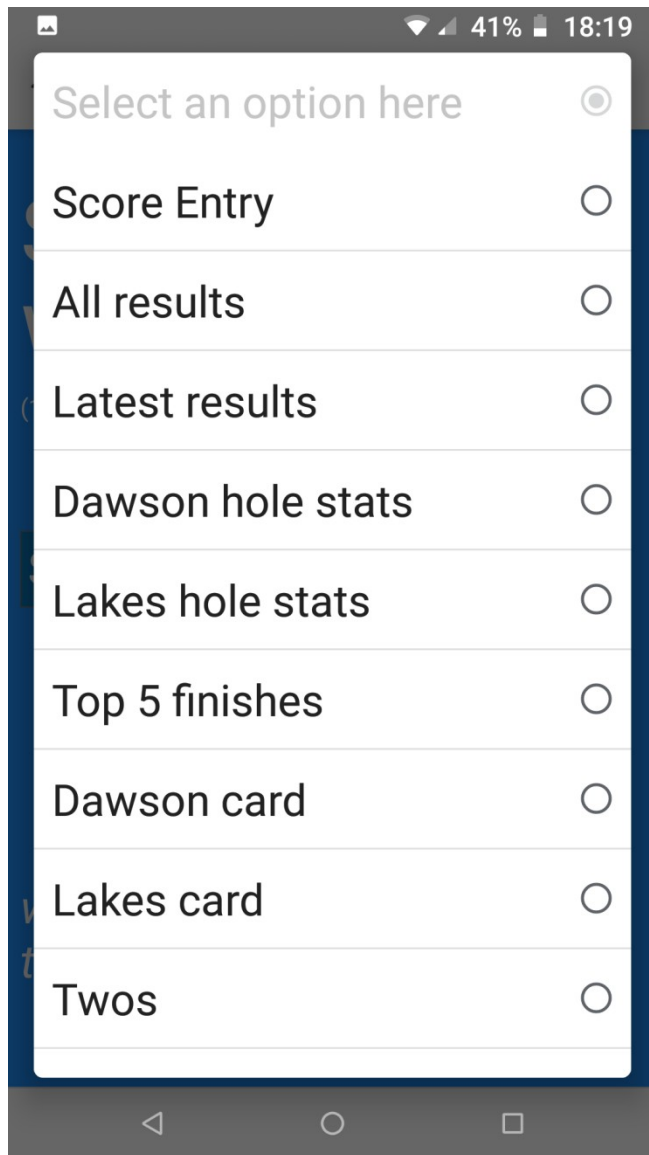 41% 18:19
Select an option here
Score Entry
All results
Latest results
Dawson hole stats
Lakes hole stats
Top 5 finishes
Dawson card
Lakes card
Twos